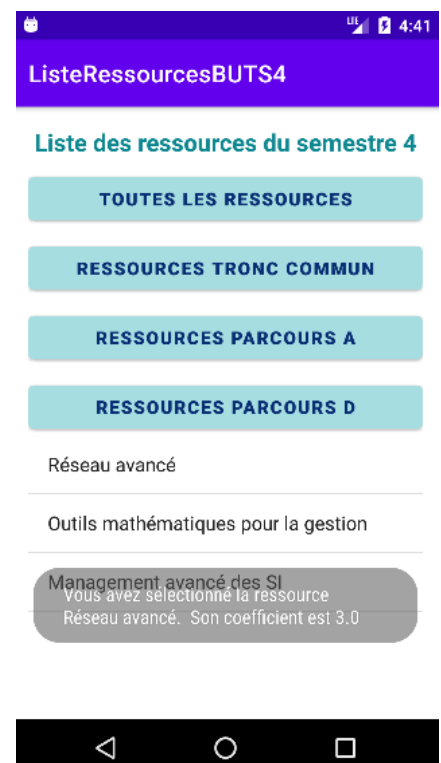 LTE 4:41
ListeRessourcesBUTS4
Liste des ressources du semestre 4
TOUTES LES RESSOURCES
RESSOURCES TRONC COMMUN
RESSOURCES PARCOURS A
RESSOURCES PARCOURS D
Réseau avancé
Outils mathématiques pour la gestion
Management avancé des SI
Vous avez sélectionné la ressource
Réseau avancé. Son coefficient est 3.0